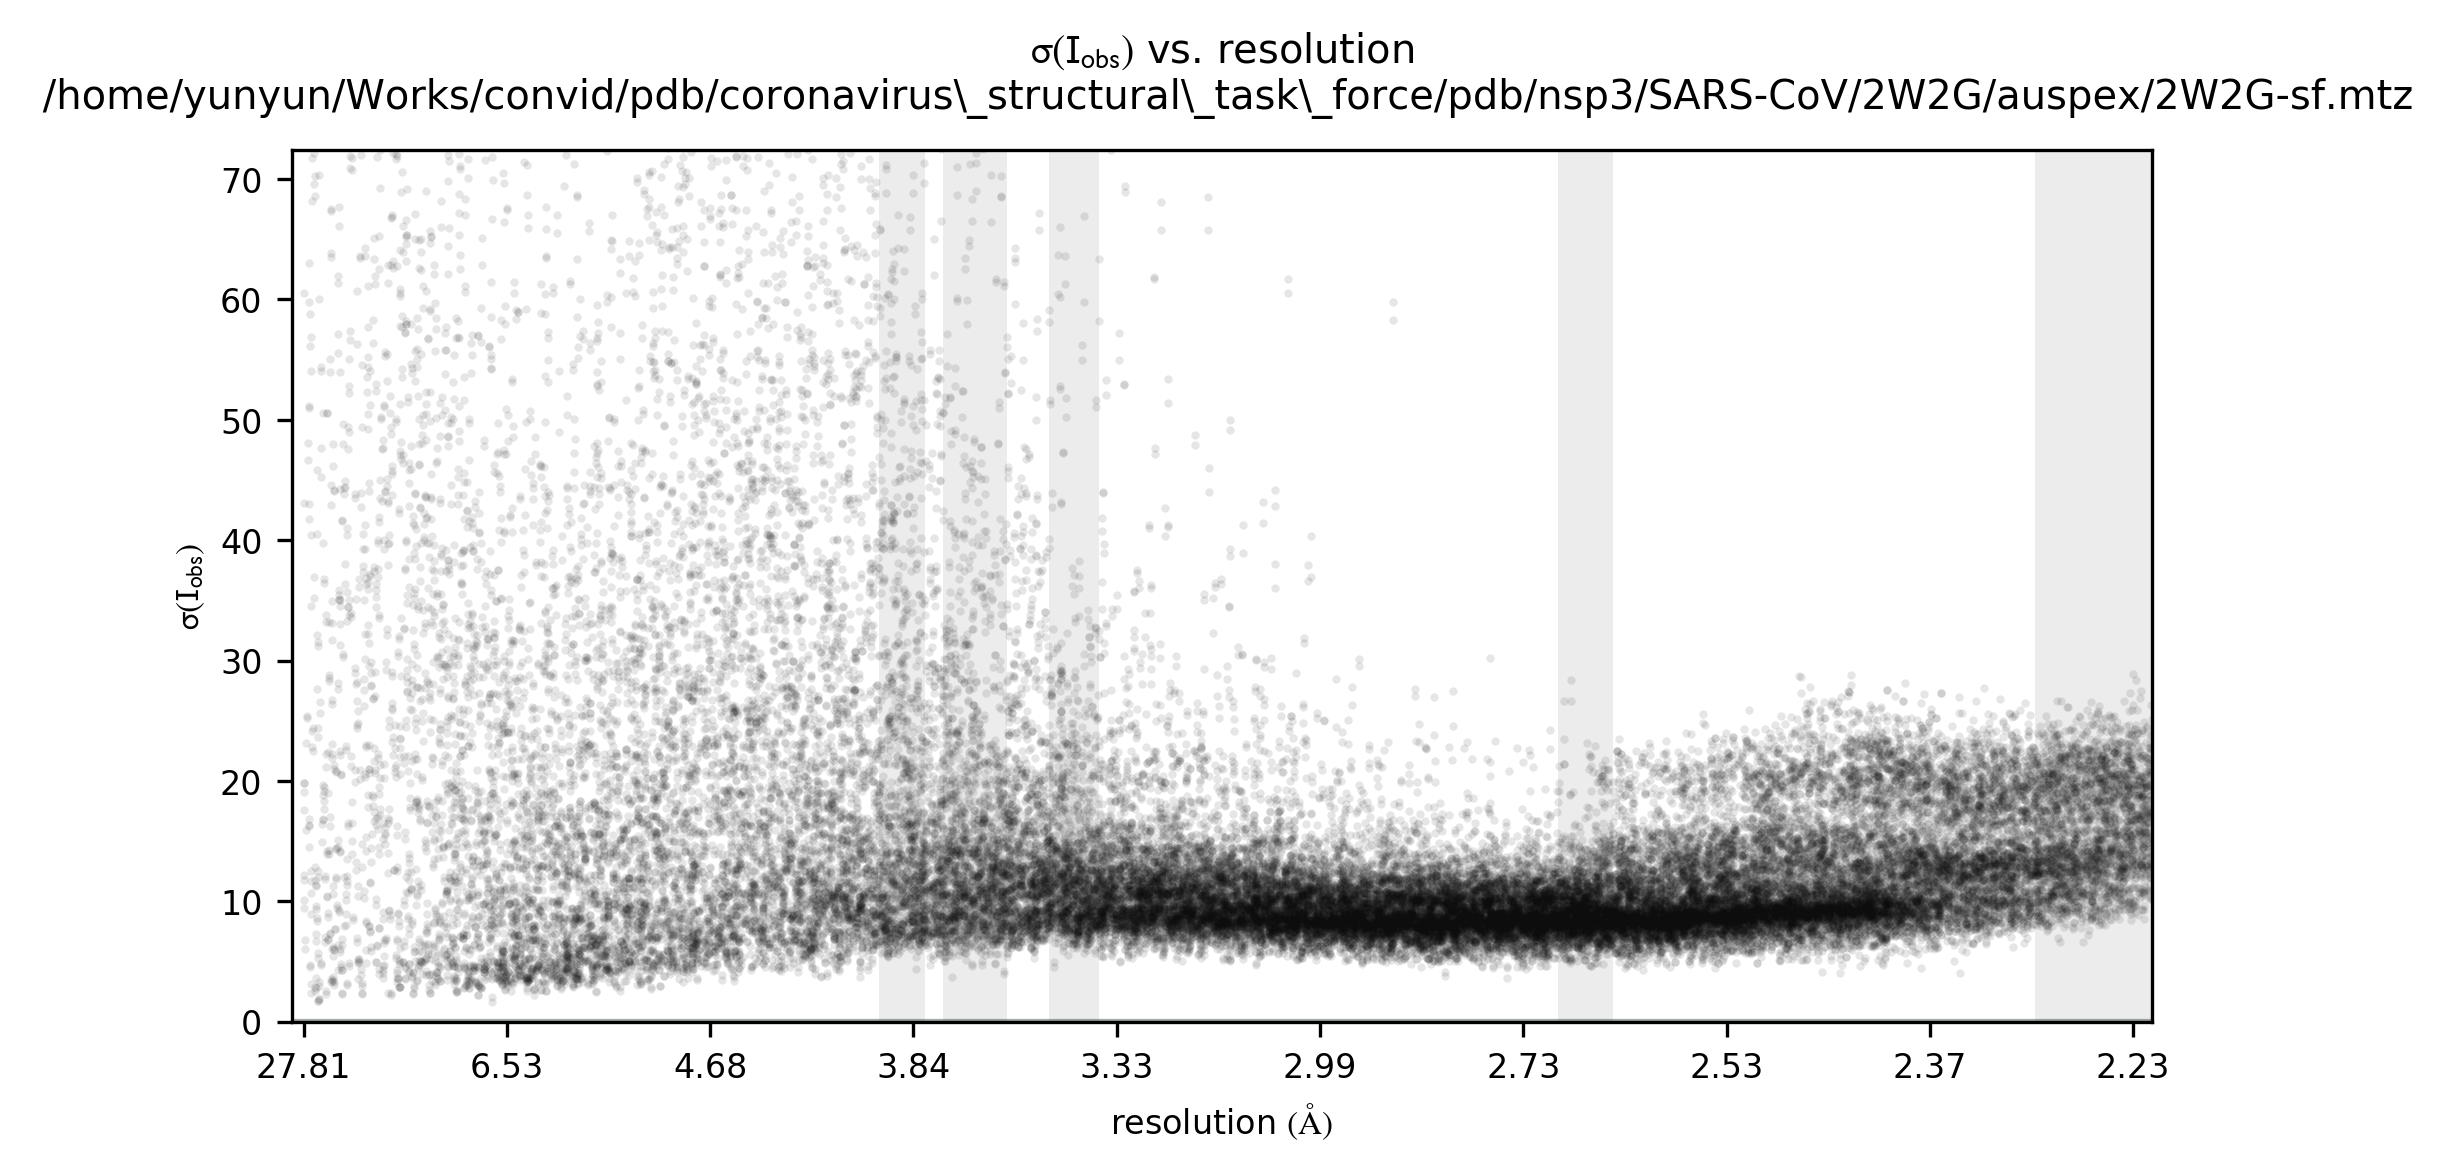 σ(I_obs) vs. resolution
/home/yunyun/Works/convid/pdb/coronavirus\_structural\_task\_force/pdb/nsp3/SARS-CoV/2W2G/auspex/2W2G-sf.mtz
σ(I_obs)
70
60
50
40
30
20
10
0
27.81 6.53 4.68 3.84 3.33 2.99 2.73 2.53 2.37 2.23
resolution (Å)